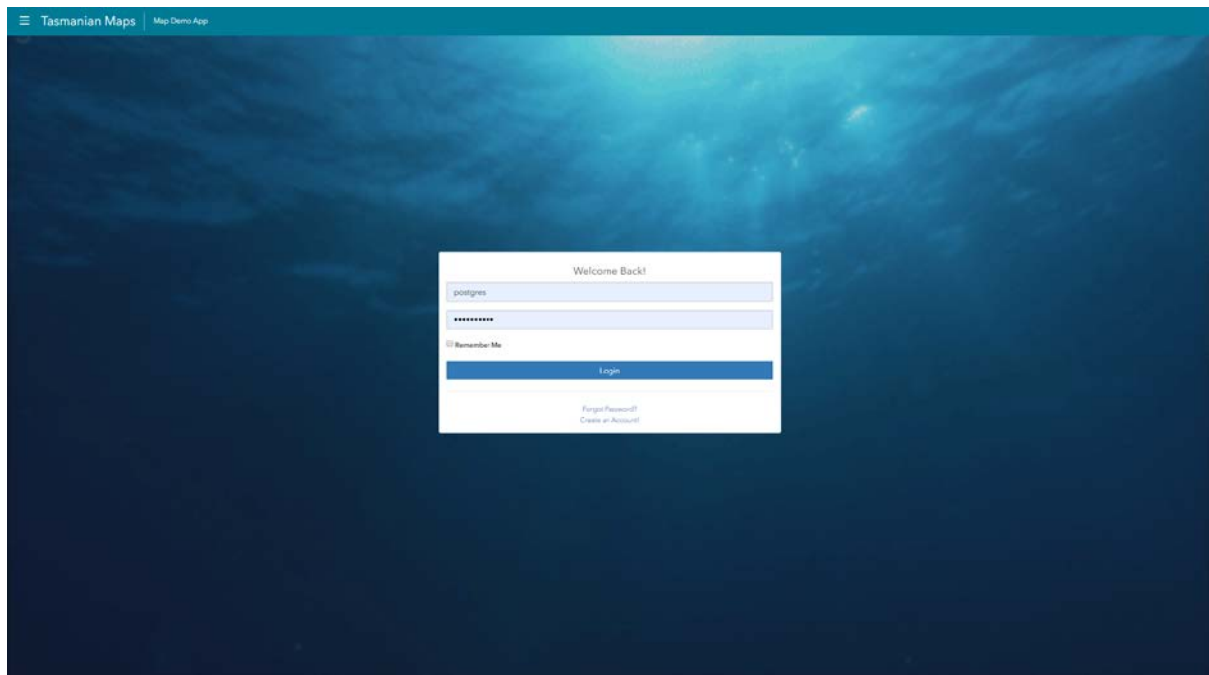 ☰ Tasmanian Maps | Map Demo App
Welcome Back!
postgres
••••••••••
Remember Me
Login
Forgot Password?
Create an Account!